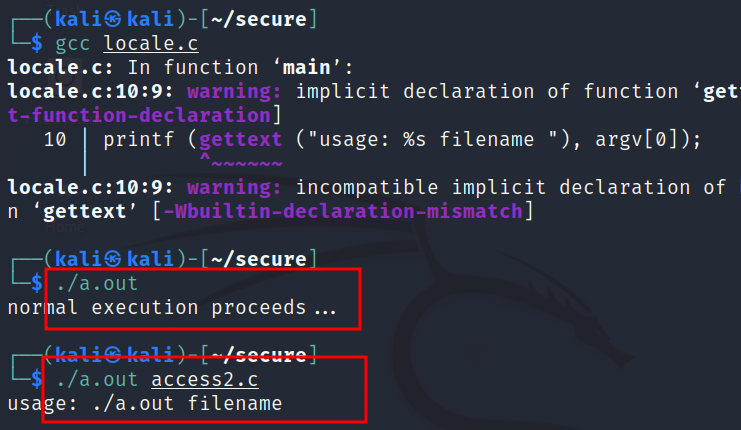 ┌──(kali㉿kali)-[~/secure]
└─$ gcc locale.c
locale.c: In function ‘main’:
locale.c:10:9: warning: implicit declaration of function ‘get
t-function-declaration]
10 | printf (gettext ("usage: %s filename "), argv[0]);
| ^~~~~~~
locale.c:10:9: warning: incompatible implicit declaration of
n ‘gettext’ [-Wbuiltin-declaration-mismatch]
┌──(kali㉿kali)-[~/secure]
└─$ ./a.out
normal execution proceeds...
┌──(kali㉿kali)-[~/secure]
└─$ ./a.out access2.c
usage: ./a.out filename